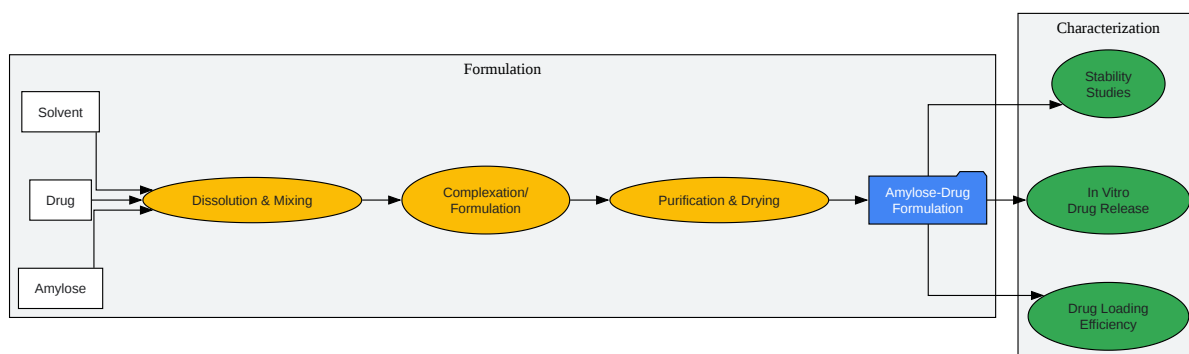 Characterization
Formulation
Stability
Studies
Solvent
Drug
Amylose
Dissolution & Mixing
Complexation/
Formulation
Purification & Drying
Amylose-Drug
Formulation
In Vitro
Drug Release
Drug Loading
Efficiency